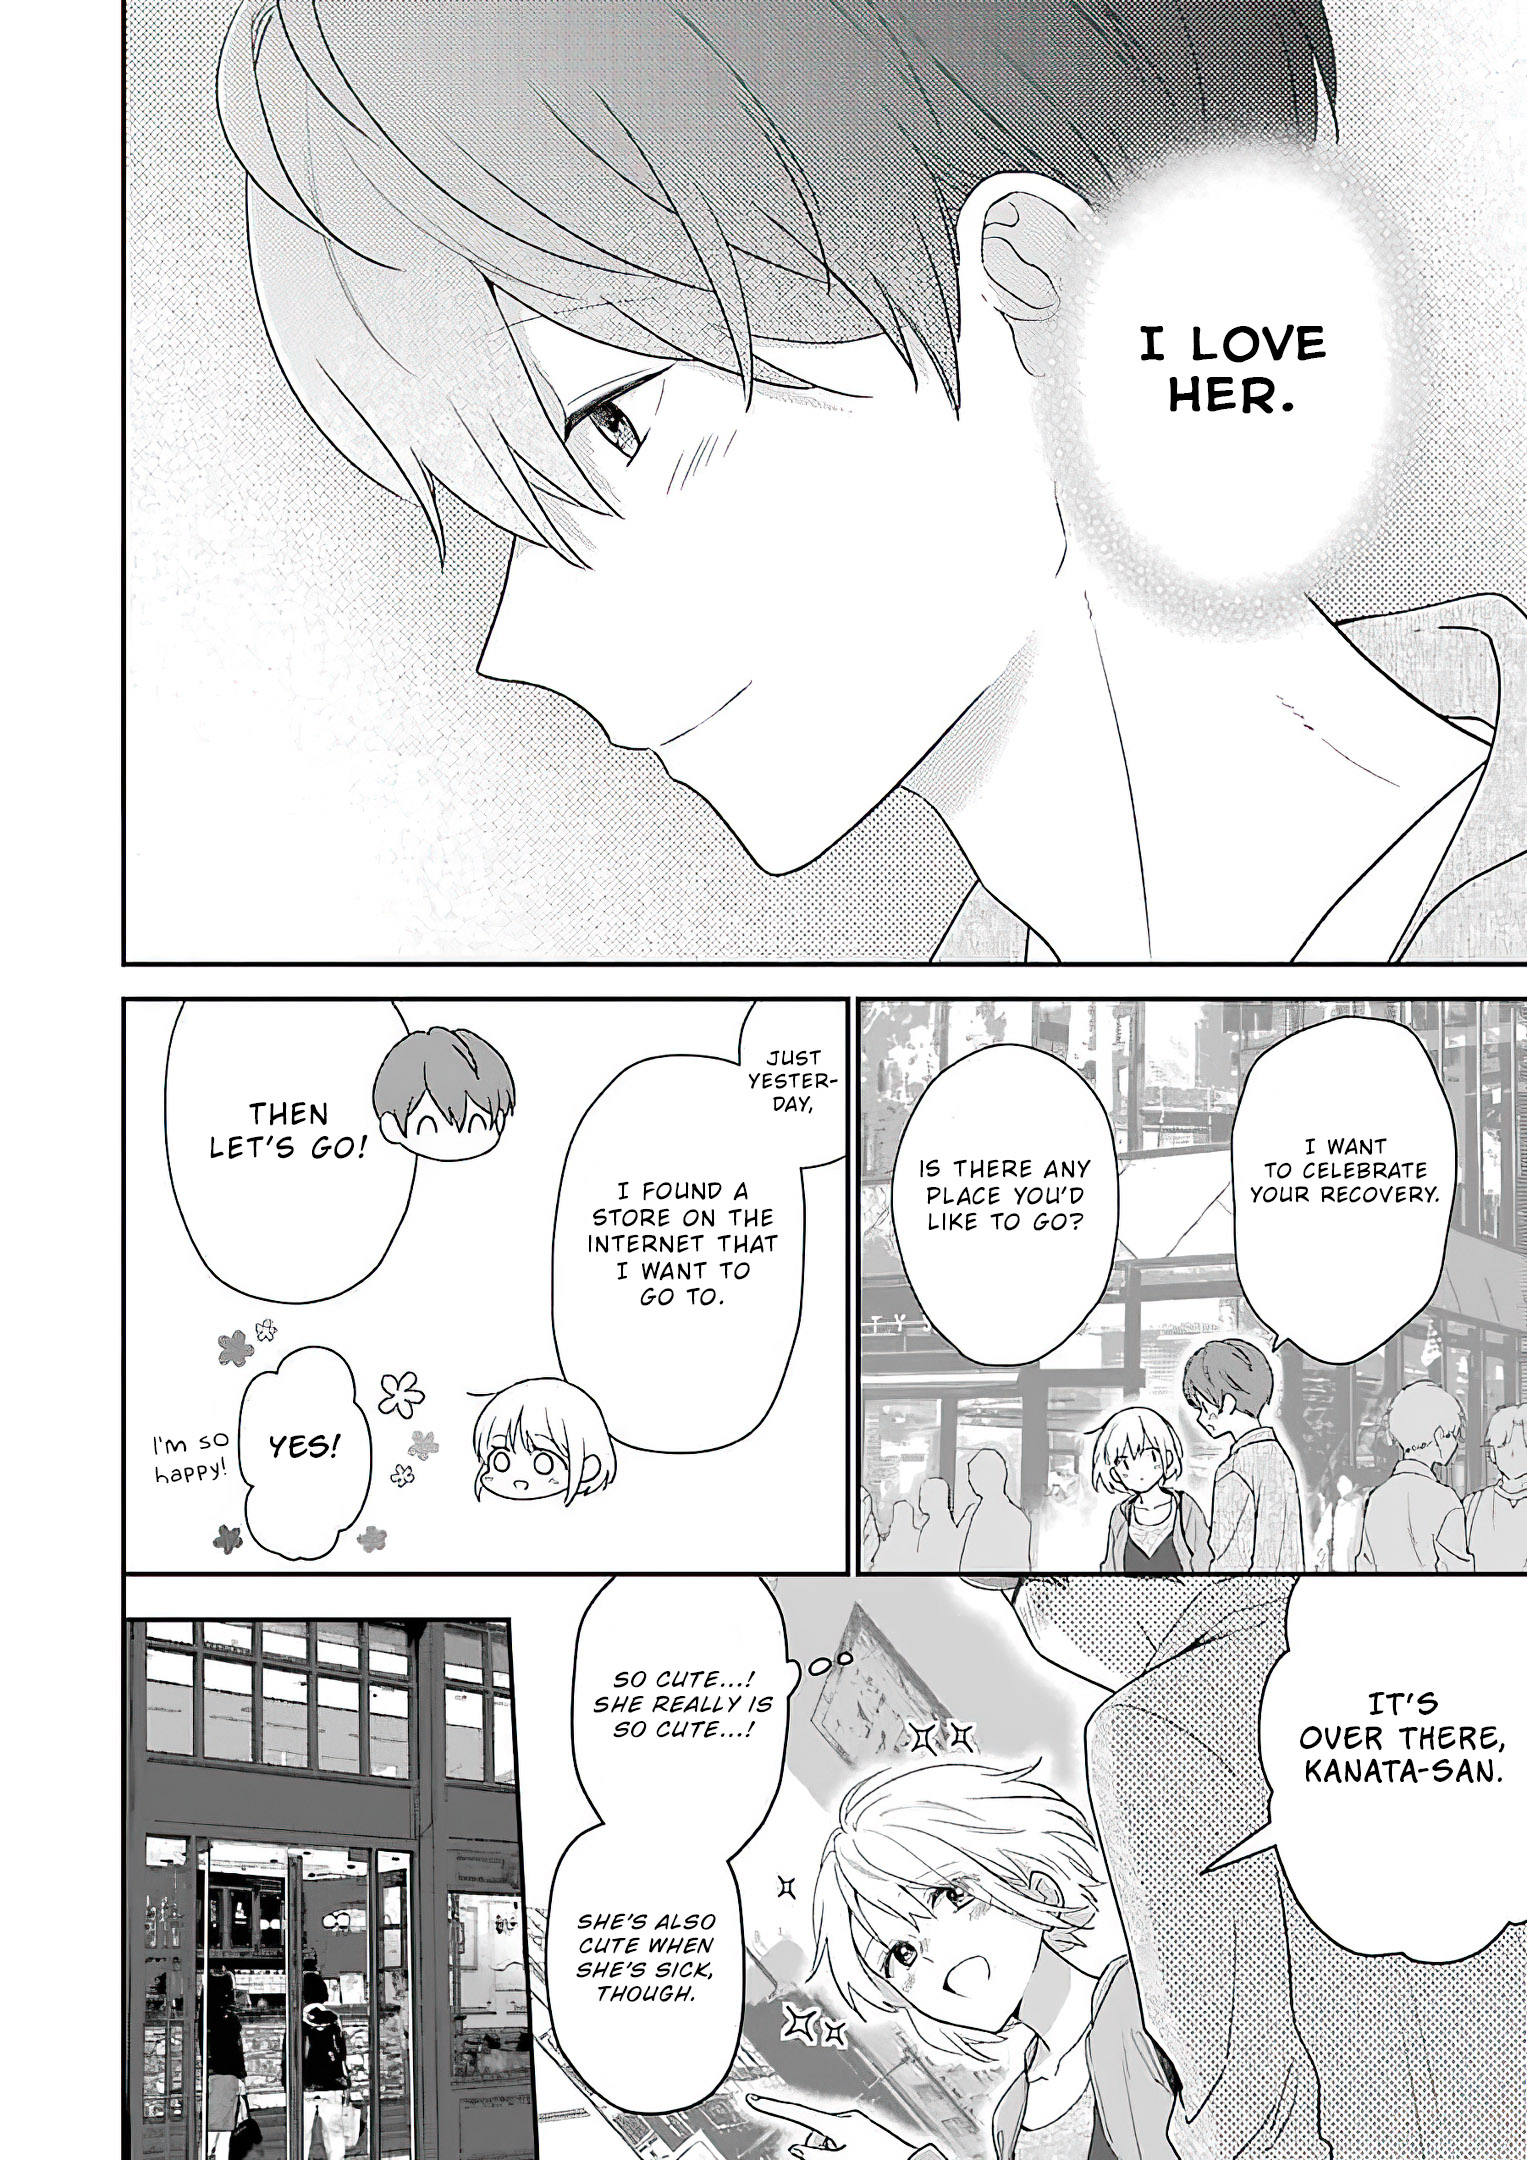 I LOVE
HER.
I WANT
TO CELEBRATE
YOUR RECOVERY.
IS THERE ANY
PLACE YOU'D
LIKE TO GO?
JUST
YESTER-
DAY,
I FOUND A
STORE ON THE
INTERNET THAT
I WANT TO
GO TO.
THEN
LET'S GO!
YES!
I'm so
happy!
IT'S
OVER THERE,
KANATA-SAN.
SO CUTE...!
SHE REALLY IS
SO CUTE...!
SHE'S ALSO
CUTE WHEN
SHE'S SICK,
THOUGH.